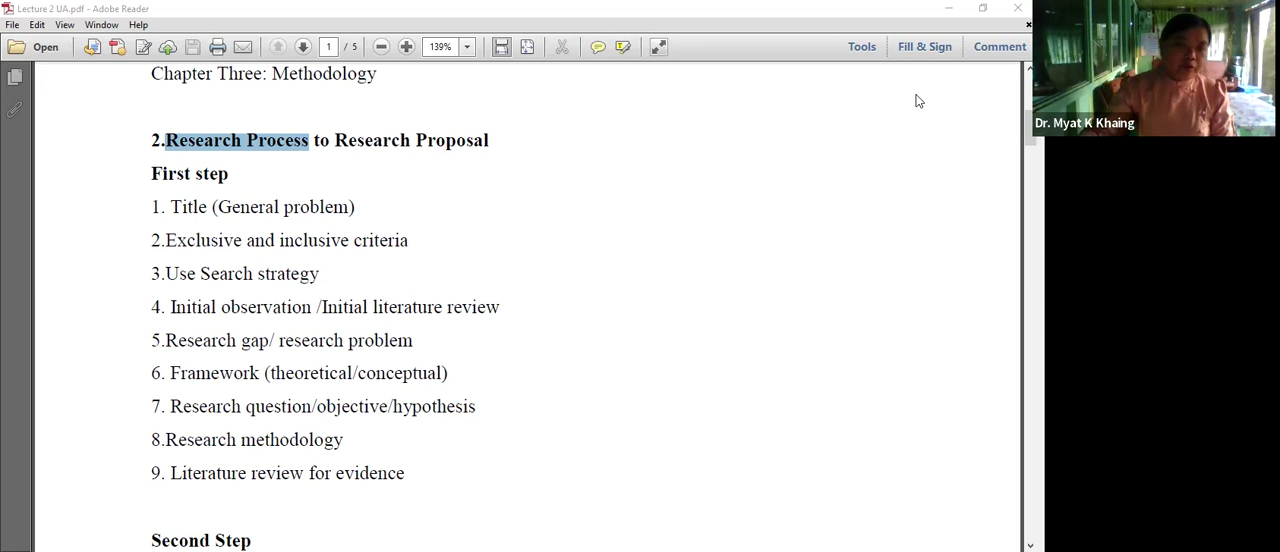 Lecture 2 UA.pdf - Adobe Reader
File Edit View Window Help
Open 1 / 5 139% Tools Fill & Sign Comment
Chapter Three: Methodology
2.Research Process to Research Proposal
First step
1. Title (General problem)
2.Exclusive and inclusive criteria
3.Use Search strategy
4. Initial observation /Initial literature review
5.Research gap/ research problem
6. Framework (theoretical/conceptual)
7. Research question/objective/hypothesis
8.Research methodology
9. Literature review for evidence
Second Step
Dr. Myat K Khaing